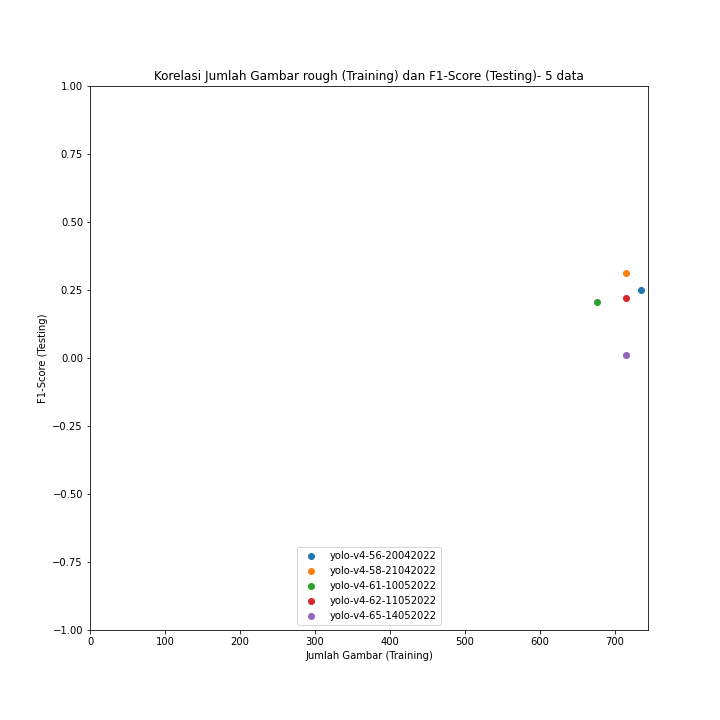 Korelasi Jumlah Gambar rough (Training) dan F1-Score (Testing)- 5 data
1.00
0.75
0.50
0.25
0.00
−0.25
−0.50
−0.75
−1.00
F1-Score (Testing)
yolo-v4-56-20042022
yolo-v4-58-21042022
yolo-v4-61-10052022
yolo-v4-62-11052022
yolo-v4-65-14052022
0 100 200 300 400 500 600 700
Jumlah Gambar (Training)